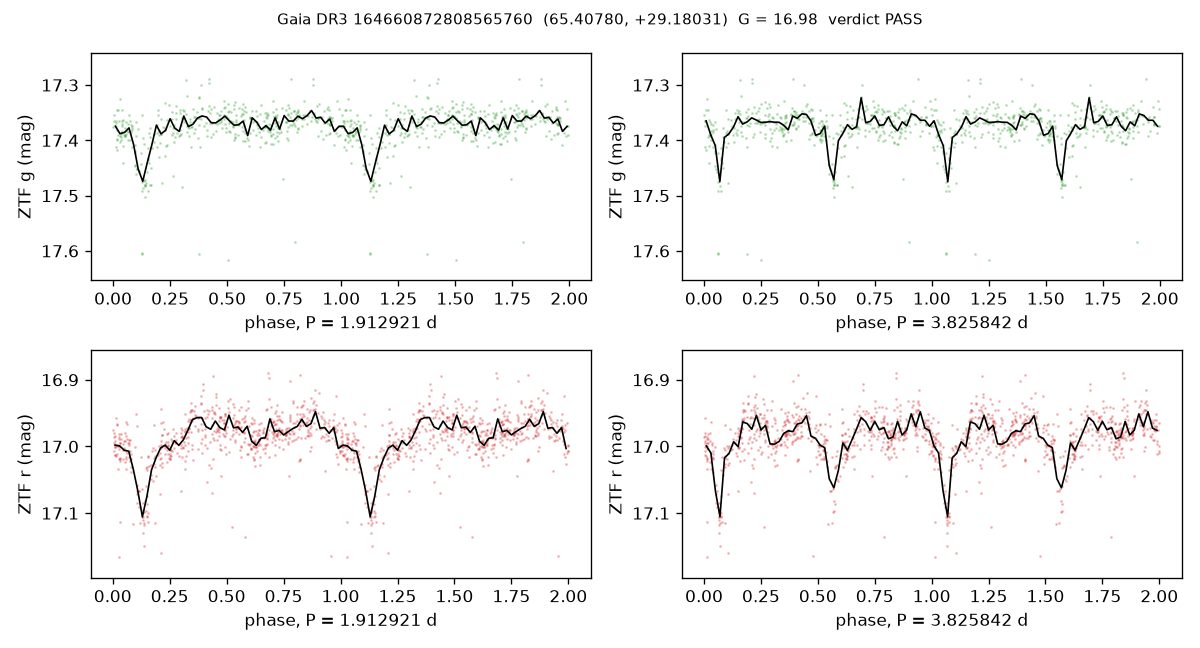 Gaia DR3 164660872808565760 (65.40780, +29.18031) G = 16.98 verdict PASS
ZTF g (mag)
17.3
17.4
17.5
17.6
0.00 0.25 0.50 0.75 1.00 1.25 1.50 1.75 2.00
phase, P = 1.912921 d
ZTF g (mag)
17.3
17.4
17.5
17.6
0.00 0.25 0.50 0.75 1.00 1.25 1.50 1.75 2.00
phase, P = 3.825842 d
ZTF r (mag)
16.9
17.0
17.1
0.00 0.25 0.50 0.75 1.00 1.25 1.50 1.75 2.00
phase, P = 1.912921 d
ZTF r (mag)
16.9
17.0
17.1
0.00 0.25 0.50 0.75 1.00 1.25 1.50 1.75 2.00
phase, P = 3.825842 d